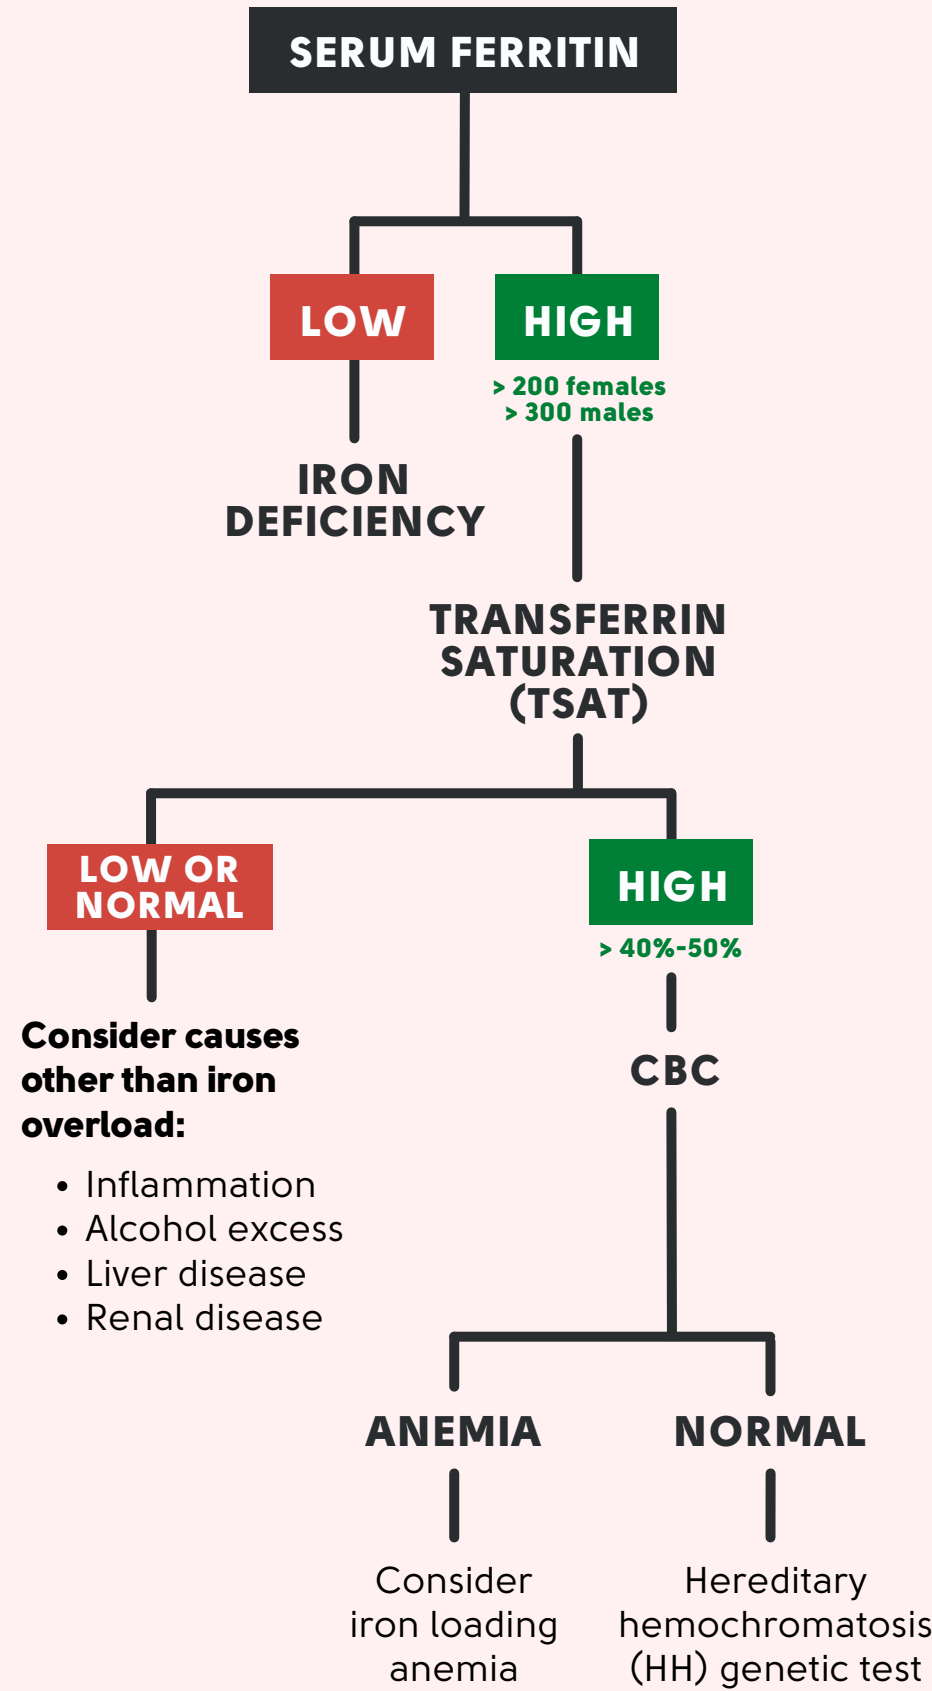 SERUM FERRITIN
LOW
HIGH
> 200 females
> 300 males
IRON
DEFICIENCY
TRANSFERRIN
SATURATION
(TSAT)
LOW OR
NORMAL
HIGH
> 40%-50%
Consider causes
other than iron
overload:
• Inflammation
• Alcohol excess
• Liver disease
• Renal disease
CBC
ANEMIA
NORMAL
Consider
iron loading
anemia
Hereditary
hemochromatosis
(HH) genetic test